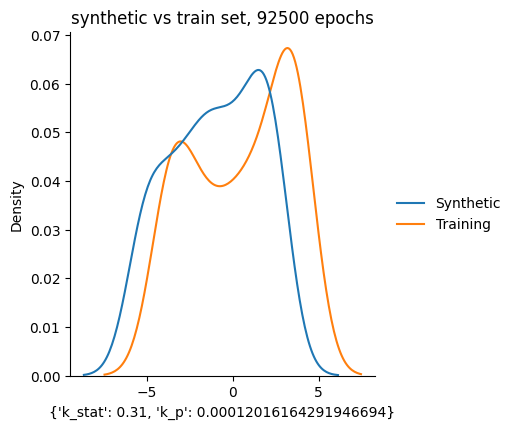 synthetic vs train set, 92500 epochs
0.07
0.06
0.05
0.04
0.03
0.02
0.01
0.00
Density
−5
0
5
Synthetic
Training
{'k_stat': 0.31, 'k_p': 0.00012016164291946694}